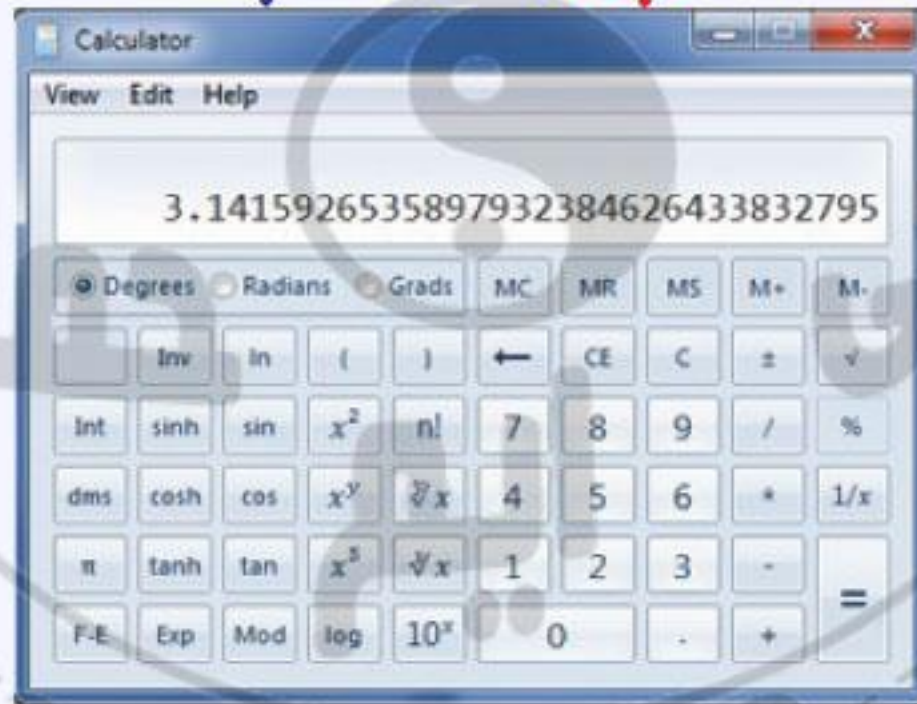 Calculator
View Edit Help
3.1415926535897932384626433832795
Degrees Radians Grads MC MR MS M+ M-
Inv ln ( ) ← CE C ± √
Int sinh sin x² n! 7 8 9 / %
dms cosh cos xʸ ʸ√x 4 5 6 * 1/x
π tanh tan x³ ∛x 1 2 3 - =
F-E Exp Mod log 10ˣ 0 . +